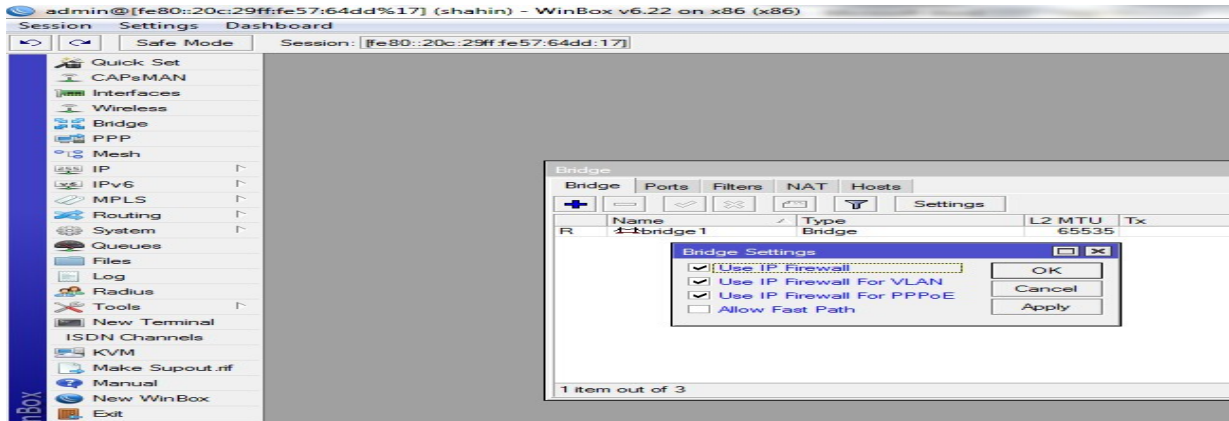 admin@[fe80::20c:29ff:fe57:64dd%17] (shahin) - WinBox v6.22 on x86 (x86)
Session Settings Dashboard
Safe Mode Session: [fe80::20c:29ff:fe57:64dd:17]
Quick Set
CAPsMAN
Interfaces
Wireless
Bridge
PPP
Mesh
IP
IPv6
MPLS
Routing
System
Queues
Files
Log
Radius
Tools
New Terminal
ISDN Channels
KVM
Make Supout.rif
Manual
New WinBox
Exit
Bridge
Bridge Ports Filters NAT Hosts
Settings
Name Type L2 MTU Tx
R bridge1 Bridge 65535
Bridge Settings
Use IP Firewall
Use IP Firewall For VLAN
Use IP Firewall For PPPoE
Allow Fast Path
OK
Cancel
Apply
1 item out of 3